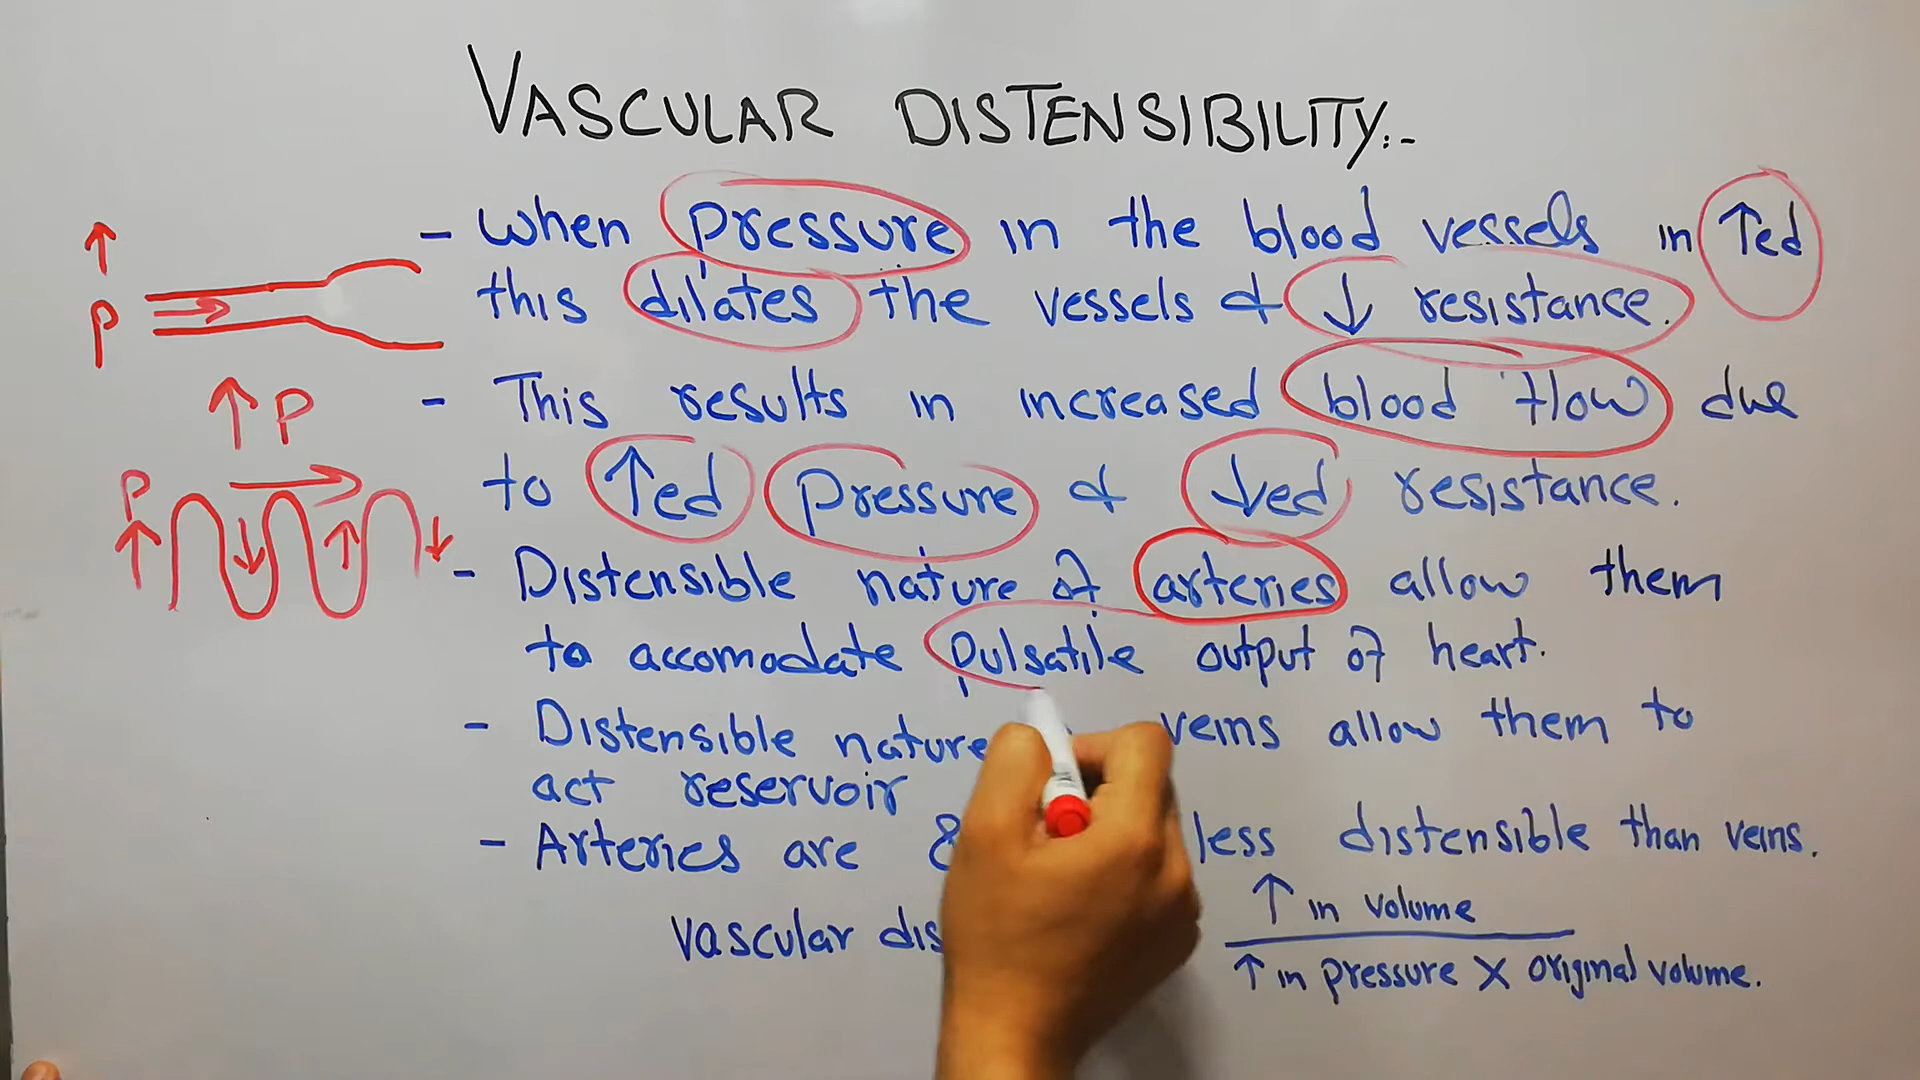 VASCULAR DISTENSIBILITY:-
- When pressure in the blood vessels in ↑ed
this dilates the vessels & ↓ resistance.
- This results in increased blood flow due
to ↑ed pressure & ↓ed resistance.
- Distensible nature of arteries allow them
to accomodate pulsatile output of heart.
- Distensible nature veins allow them to
act reservoir
- Arteries are 8 less distensible than veins.
vascular dis
↑ in volume
↑ in pressure X original volume.
↑
P
↑ P
P